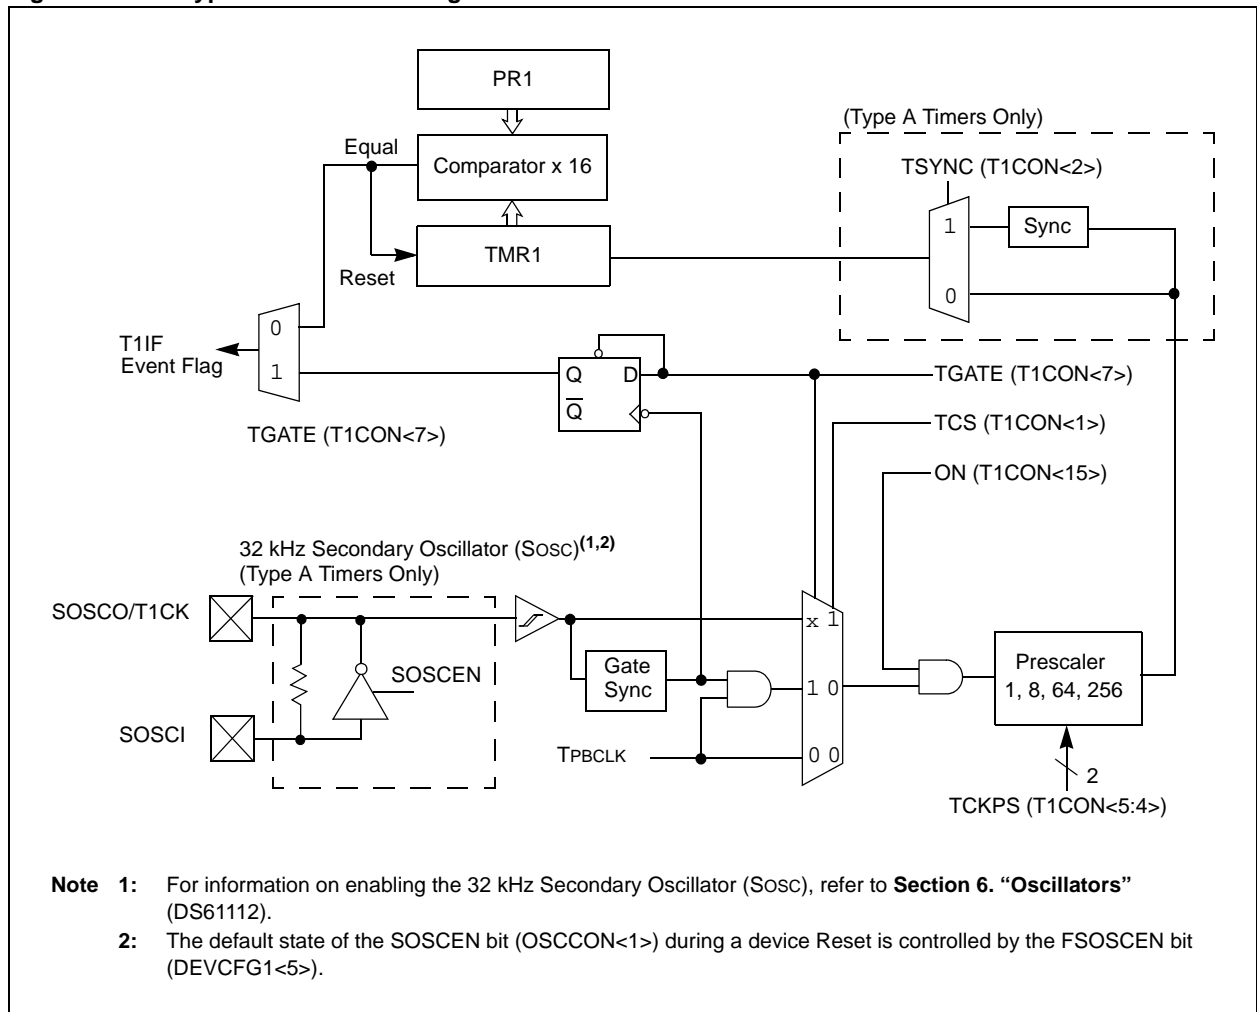 PR1
(Type A Timers Only)
Equal
Comparator x 16
TSYNC (T1CON<2>)
1
Sync
TMR1
Reset
0
0
T1IF
Event Flag
1
Q D
Q
TGATE (T1CON<7>)
TCS (T1CON<1>)
TGATE (T1CON<7>)
ON (T1CON<15>)
32 kHz Secondary Oscillator (SOSC)(1,2)
(Type A Timers Only)
SOSCO/T1CK
x 1
SOSCEN
Gate
Sync
1 0
Prescaler
1, 8, 64, 256
SOSCI
TPBCLK
0 0
2
TCKPS (T1CON<5:4>)
Note 1: For information on enabling the 32 kHz Secondary Oscillator (SOSC), refer to Section 6. “Oscillators”
(DS61112).
2: The default state of the SOSCEN bit (OSCCON<1>) during a device Reset is controlled by the FSOSCEN bit
(DEVCFG1<5>).